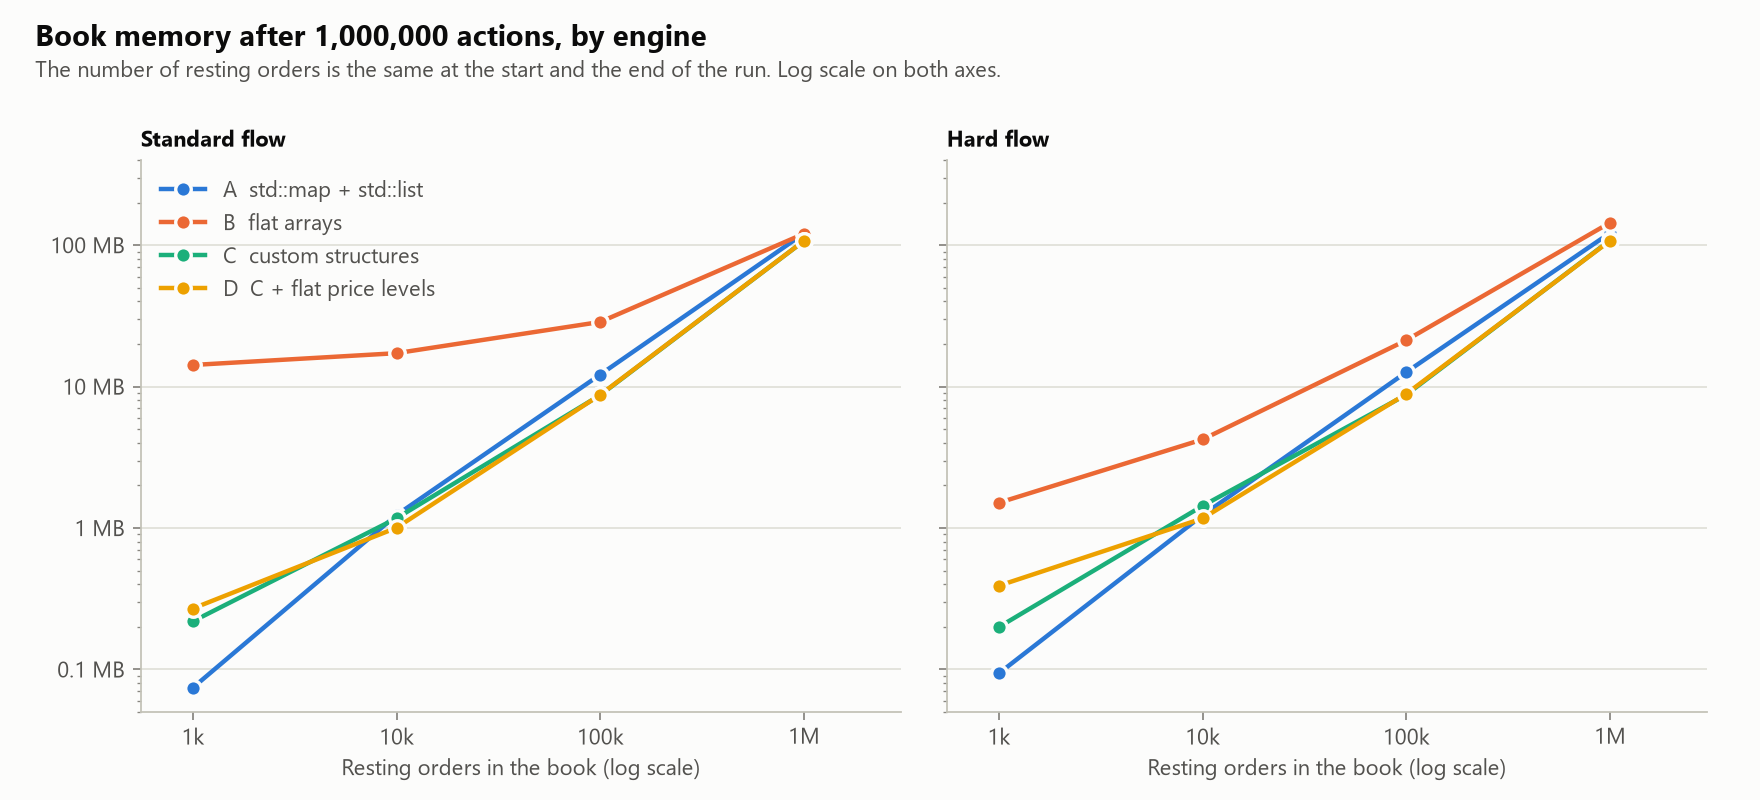 Book memory after 1,000,000 actions, by engine
The number of resting orders is the same at the start and the end of the run. Log scale on both axes.
Standard flow
A std::map + std::list
B flat arrays
C custom structures
D C + flat price levels
100 MB
10 MB
1 MB
0.1 MB
1k 10k 100k 1M
Resting orders in the book (log scale)
Hard flow
1k 10k 100k 1M
Resting orders in the book (log scale)